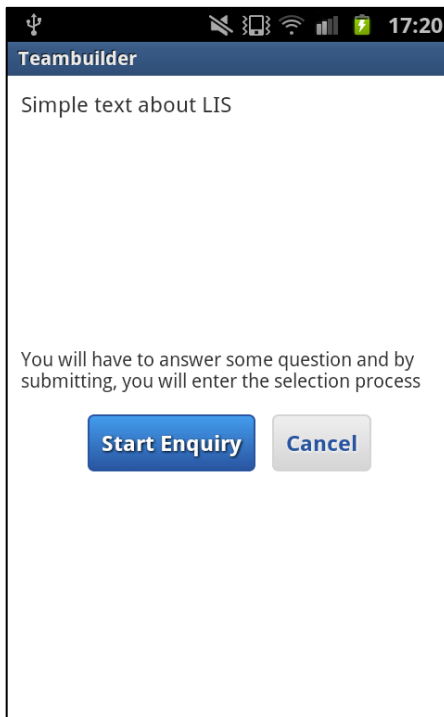 17:20
Teambuilder
Simple text about LIS
You will have to answer some question and by
submitting, you will enter the selection process
Start Enquiry
Cancel